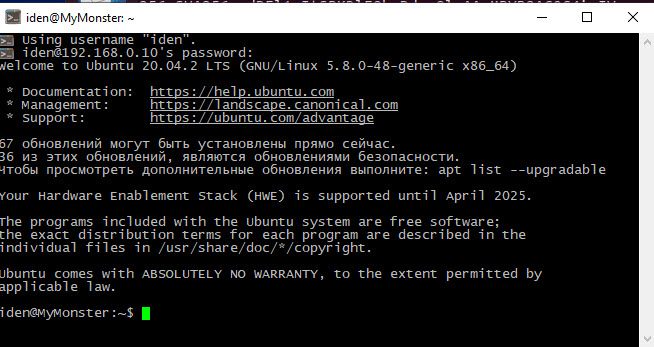 iden@MyMonster: ~
Using username "iden".
iden@192.168.0.10's password:
Welcome to Ubuntu 20.04.2 LTS (GNU/Linux 5.8.0-48-generic x86_64)
* Documentation:  https://help.ubuntu.com
* Management:     https://landscape.canonical.com
* Support:        https://ubuntu.com/advantage
67 обновлений могут быть установлены прямо сейчас.
36 из этих обновлений, являются обновлениями безопасности.
Чтобы просмотреть дополнительные обновления выполните: apt list --upgradable
Your Hardware Enablement Stack (HWE) is supported until April 2025.
The programs included with the Ubuntu system are free software;
the exact distribution terms for each program are described in the
individual files in /usr/share/doc/*/copyright.
Ubuntu comes with ABSOLUTELY NO WARRANTY, to the extent permitted by
applicable law.
iden@MyMonster:~$